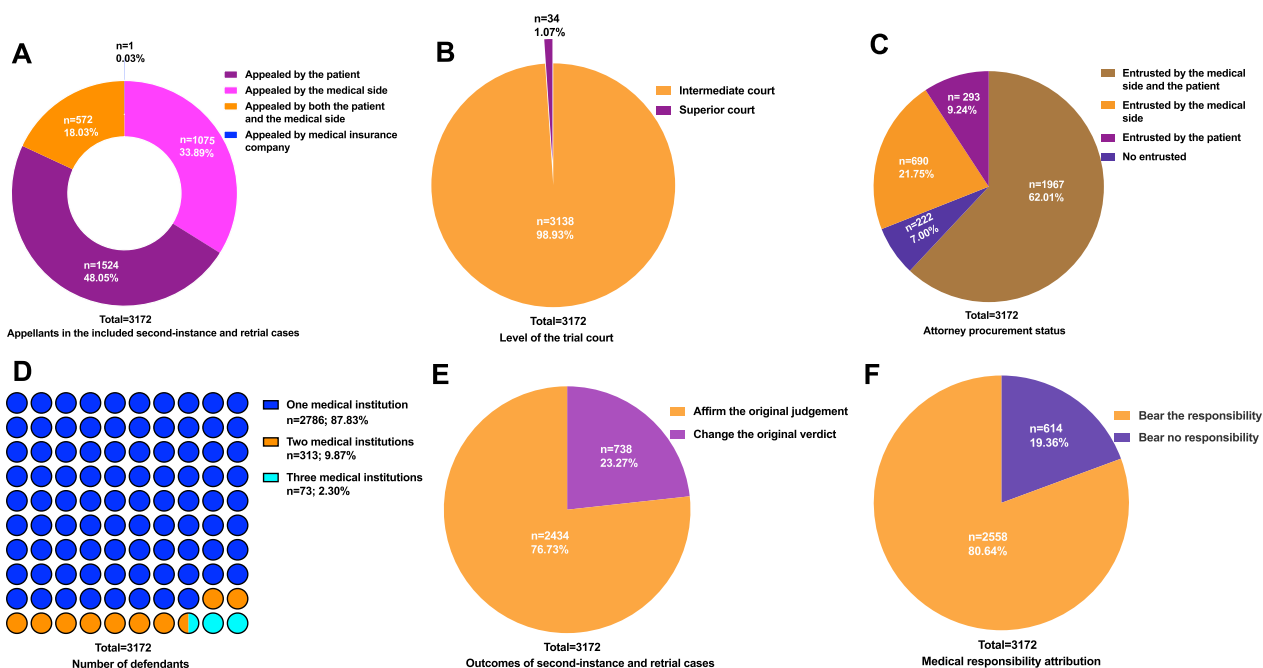 A
n=1
0.03%
n=572
18.03%
n=1075
33.89%
n=1524
48.05%
Appealed by the patient
Appealed by the medical side
Appealed by both the patient
and the medical side
Appealed by medical insurance
company
Total=3172
Appellants in the included second-instance and retrial cases
B
n=34
1.07%
n=3138
98.93%
Intermediate court
Superior court
Total=3172
Level of the trial court
C
n= 293
9.24%
n=690
21.75%
n=222
7.00%
n=1967
62.01%
Entrusted by the medical
side and the patient
Entrusted by the medical
side
Entrusted by the patient
No entrusted
Total=3172
Attorney procurement status
D
One medical institution
n=2786; 87.83%
Two medical institutions
n=313; 9.87%
Three medical institutions
n=73; 2.30%
Total=3172
Number of defendants
E
n=738
23.27%
n=2434
76.73%
Affirm the original judgement
Change the original verdict
Total=3172
Outcomes of second-instance and retrial cases
F
n=614
19.36%
n=2558
80.64%
Bear the responsibility
Bear no responsibility
Total=3172
Medical responsibility attribution